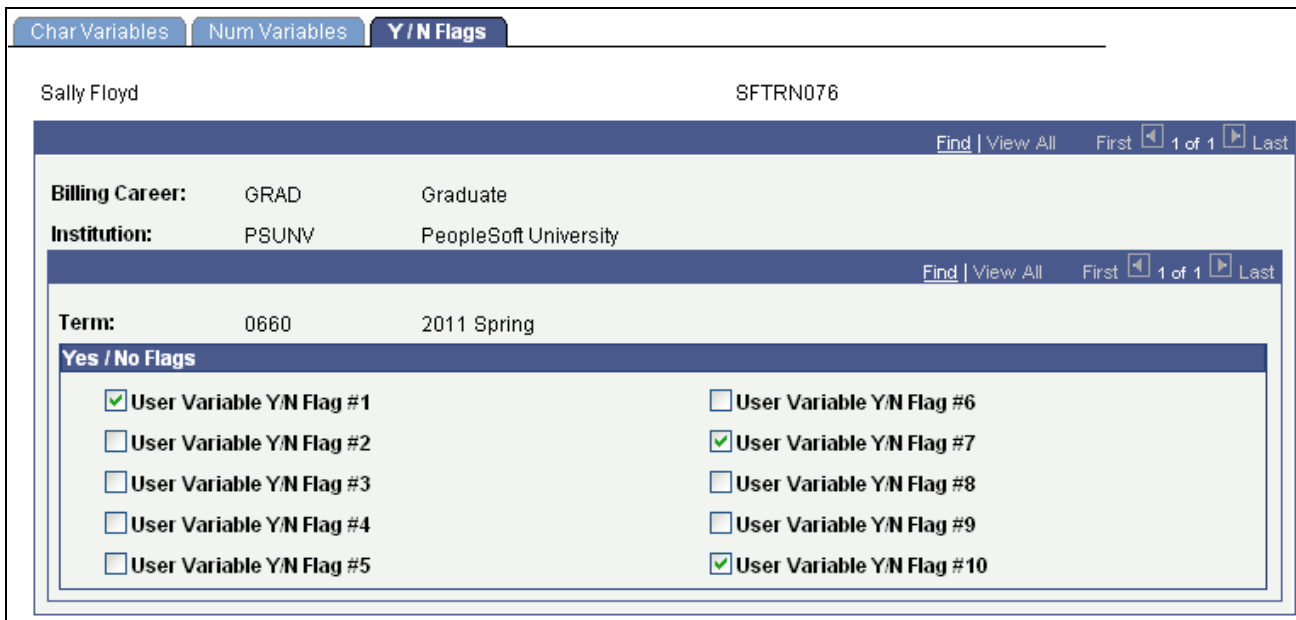 Char Variables Num Variables Y / N Flags
Sally Floyd SFTRN076
Find | View All First 1 of 1 Last
Billing Career: GRAD Graduate
Institution: PSUNV PeopleSoft University
Find | View All First 1 of 1 Last
Term: 0660 2011 Spring
Yes / No Flags
User Variable Y/N Flag #1 User Variable Y/N Flag #6
User Variable Y/N Flag #2 User Variable Y/N Flag #7
User Variable Y/N Flag #3 User Variable Y/N Flag #8
User Variable Y/N Flag #4 User Variable Y/N Flag #9
User Variable Y/N Flag #5 User Variable Y/N Flag #10